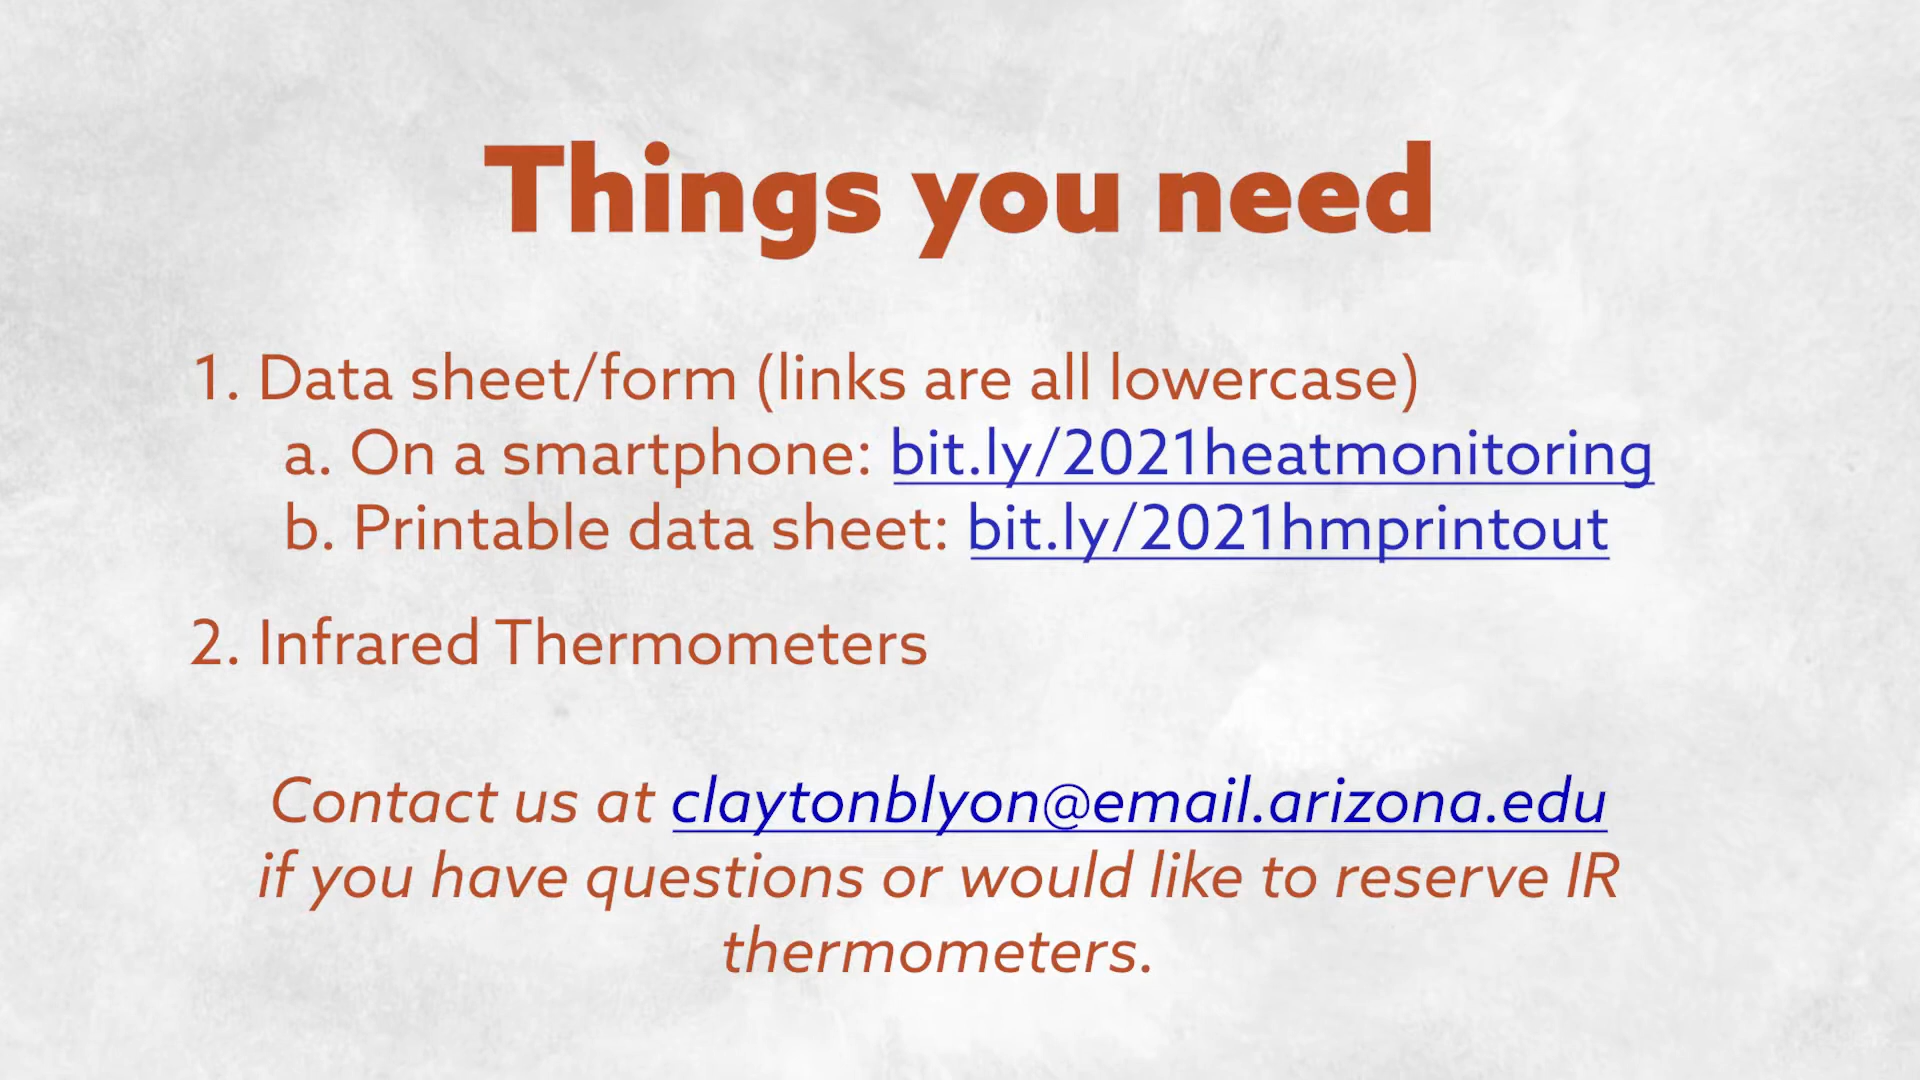 Things you need
1. Data sheet/form (links are all lowercase)
a. On a smartphone: bit.ly/2021heatmonitoring
b. Printable data sheet: bit.ly/2021hmprintout
2. Infrared Thermometers
Contact us at claytonblyon@email.arizona.edu
if you have questions or would like to reserve IR
thermometers.